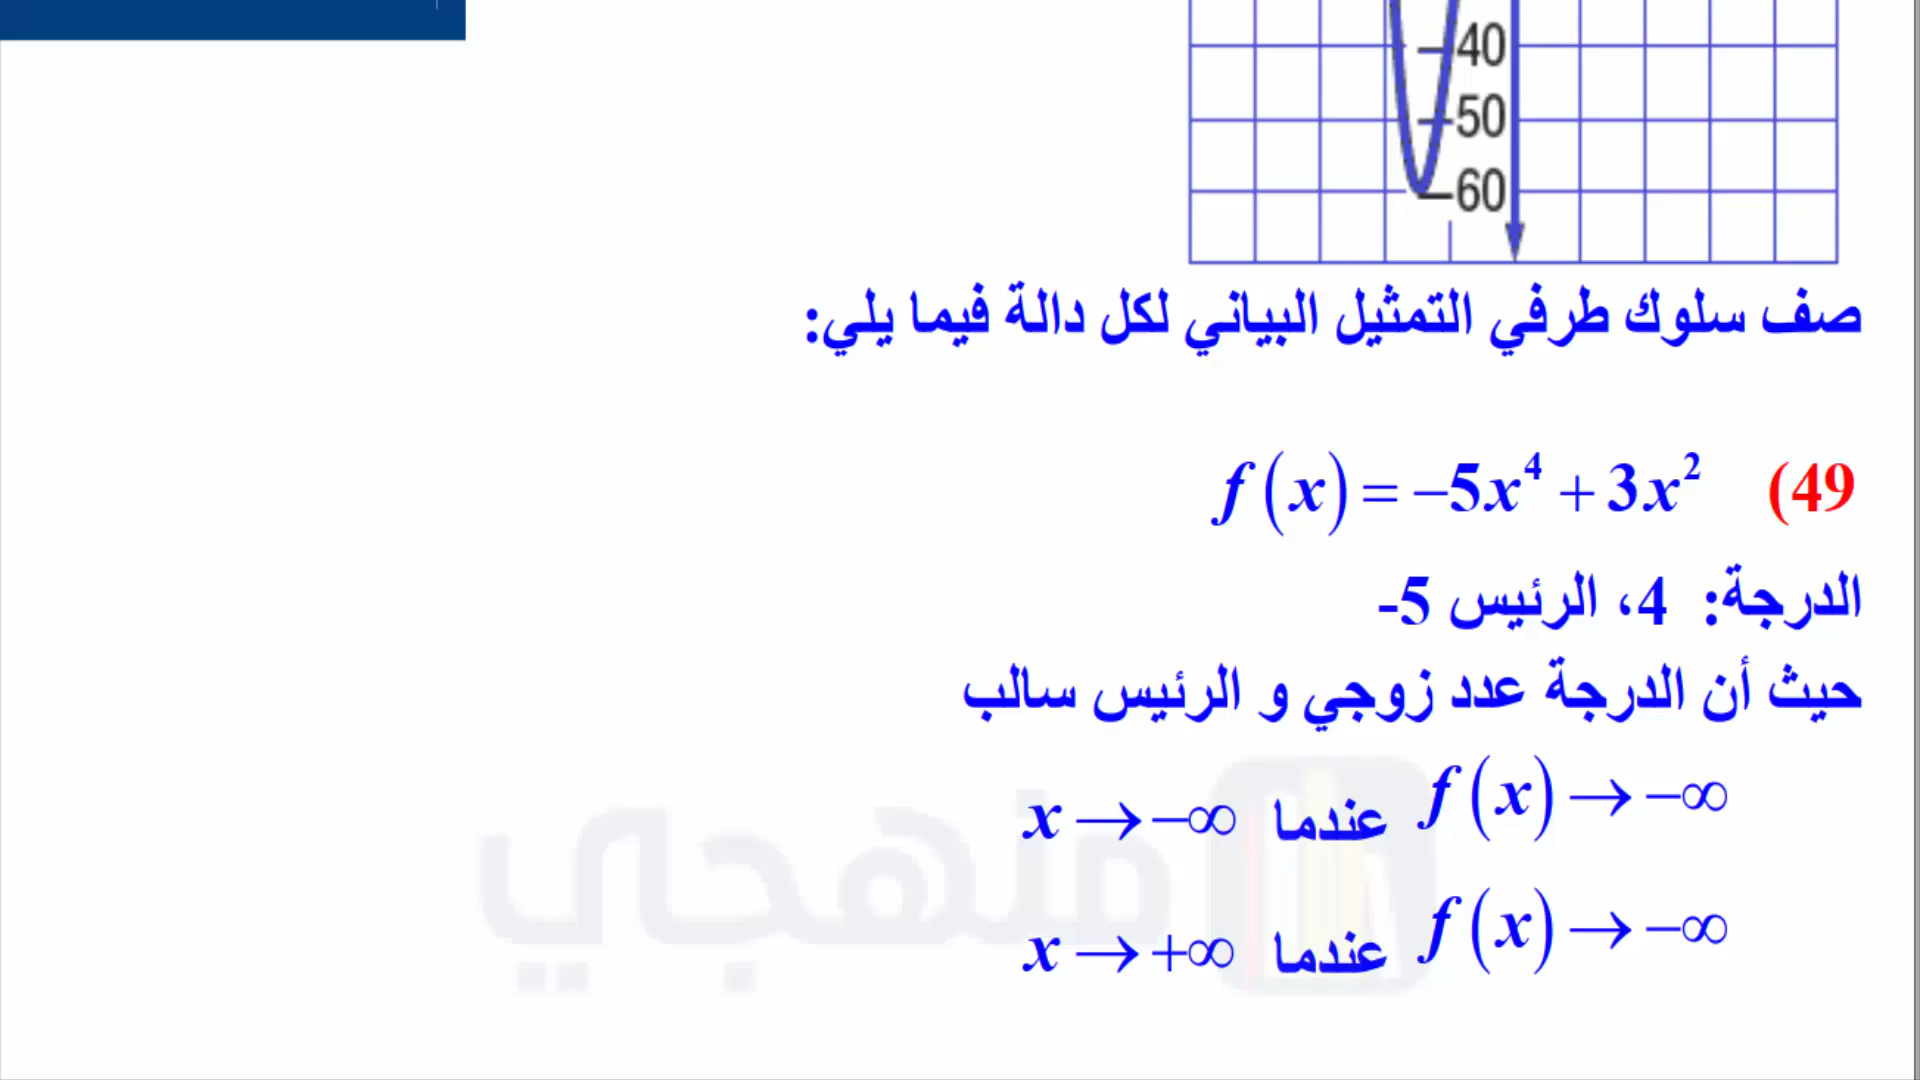 -40
-50
-60
صف سلوك طرفي التمثيل البياني لكل دالة فيما يلي:
(49 f(x) = −5x⁴ + 3x²
الدرجة: 4، الرئيس 5-
حيث أن الدرجة عدد زوجي و الرئيس سالب
f(x) → −∞ عندما x → −∞
f(x) → −∞ عندما x → +∞
منهجي